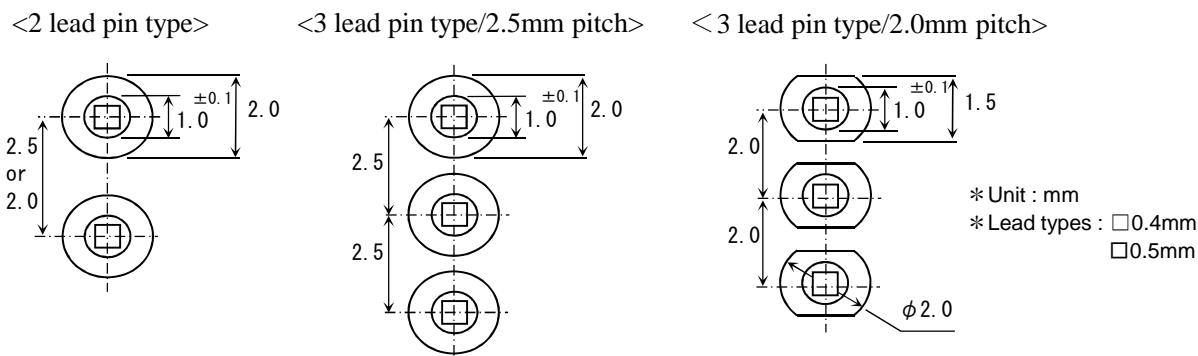 <2 lead pin type>
<3 lead pin type/2.5mm pitch>
＜3 lead pin type/2.0mm pitch>
±0.1
1.0
2.0
2.5
or
2.0
±0.1
1.0
2.0
2.5
2.5
±0.1
1.0
1.5
2.0
2.0
φ2.0
＊Unit : mm
＊Lead types : □0.4mm
□0.5mm